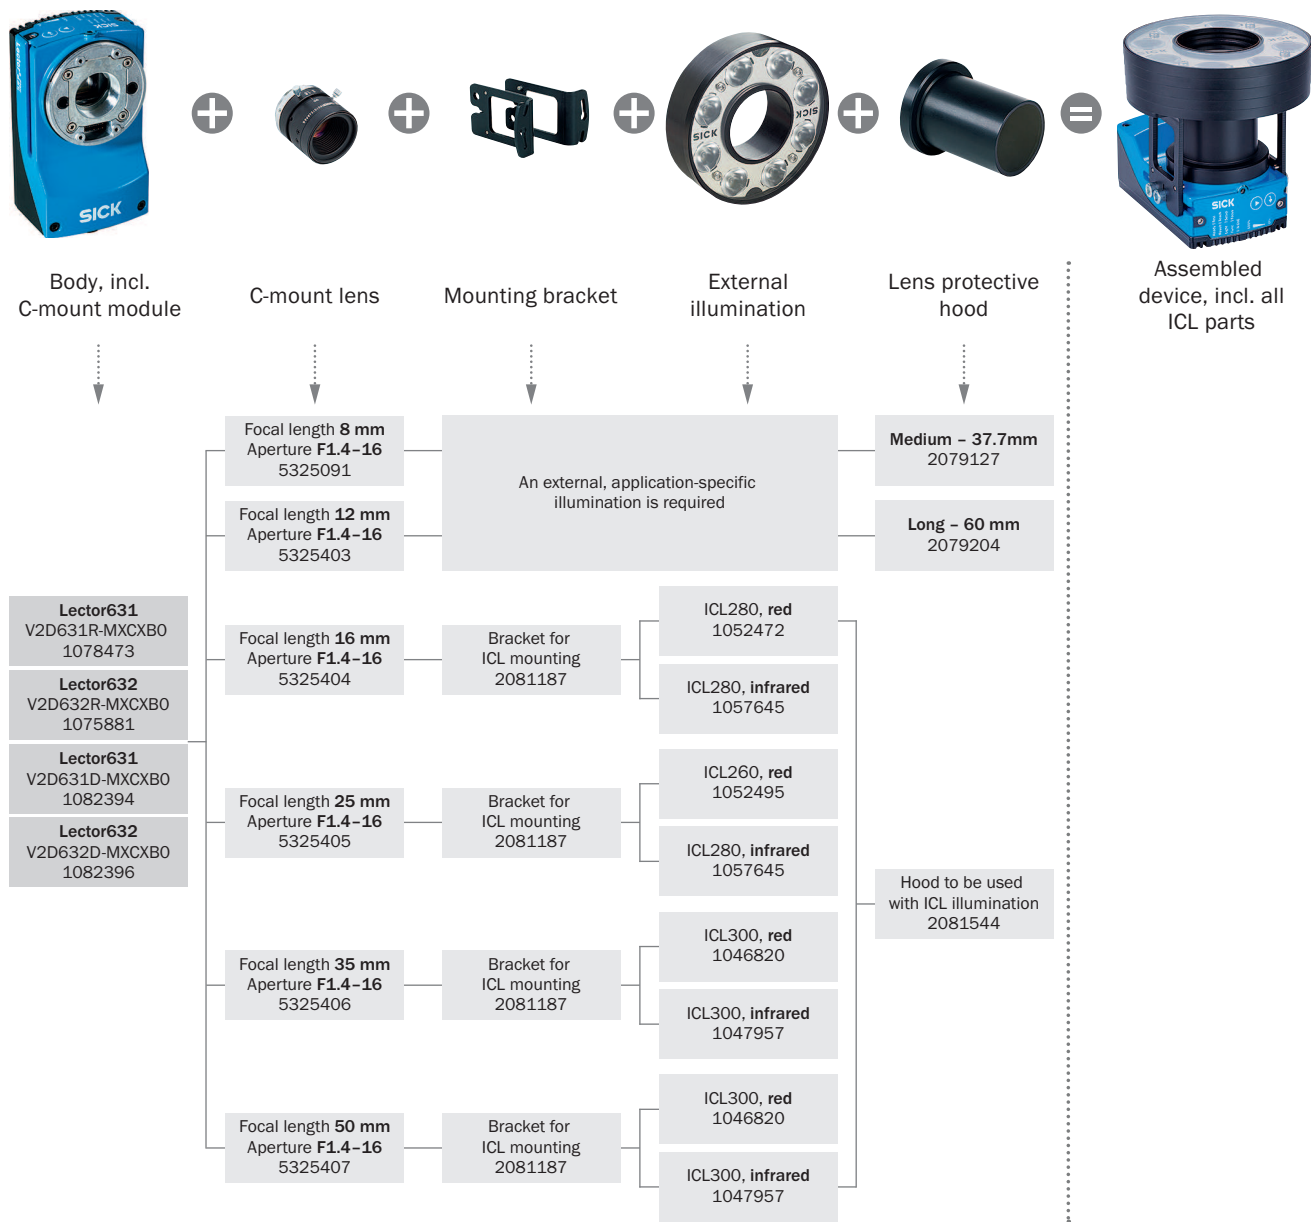 SICK
SICK
SICK
SICK
Body, incl.
C-mount module
C-mount lens
Mounting bracket
External
illumination
Lens protective
hood
Assembled
device, incl. all
ICL parts
Focal length 8 mm
Aperture F1.4–16
5325091
An external, application-specific
illumination is required
Medium – 37.7mm
2079127
Focal length 12 mm
Aperture F1.4–16
5325403
Long – 60 mm
2079204
Lector631
V2D631R-MXCXB0
1078473
Lector632
V2D632R-MXCXB0
1075881
Lector631
V2D631D-MXCXB0
1082394
Lector632
V2D632D-MXCXB0
1082396
Focal length 16 mm
Aperture F1.4–16
5325404
Bracket for
ICL mounting
2081187
ICL280, red
1052472
ICL280, infrared
1057645
Focal length 25 mm
Aperture F1.4–16
5325405
Bracket for
ICL mounting
2081187
ICL260, red
1052495
ICL280, infrared
1057645
Hood to be used
with ICL illumination
2081544
Focal length 35 mm
Aperture F1.4–16
5325406
Bracket for
ICL mounting
2081187
ICL300, red
1046820
ICL300, infrared
1047957
Focal length 50 mm
Aperture F1.4–16
5325407
Bracket for
ICL mounting
2081187
ICL300, red
1046820
ICL300, infrared
1047957